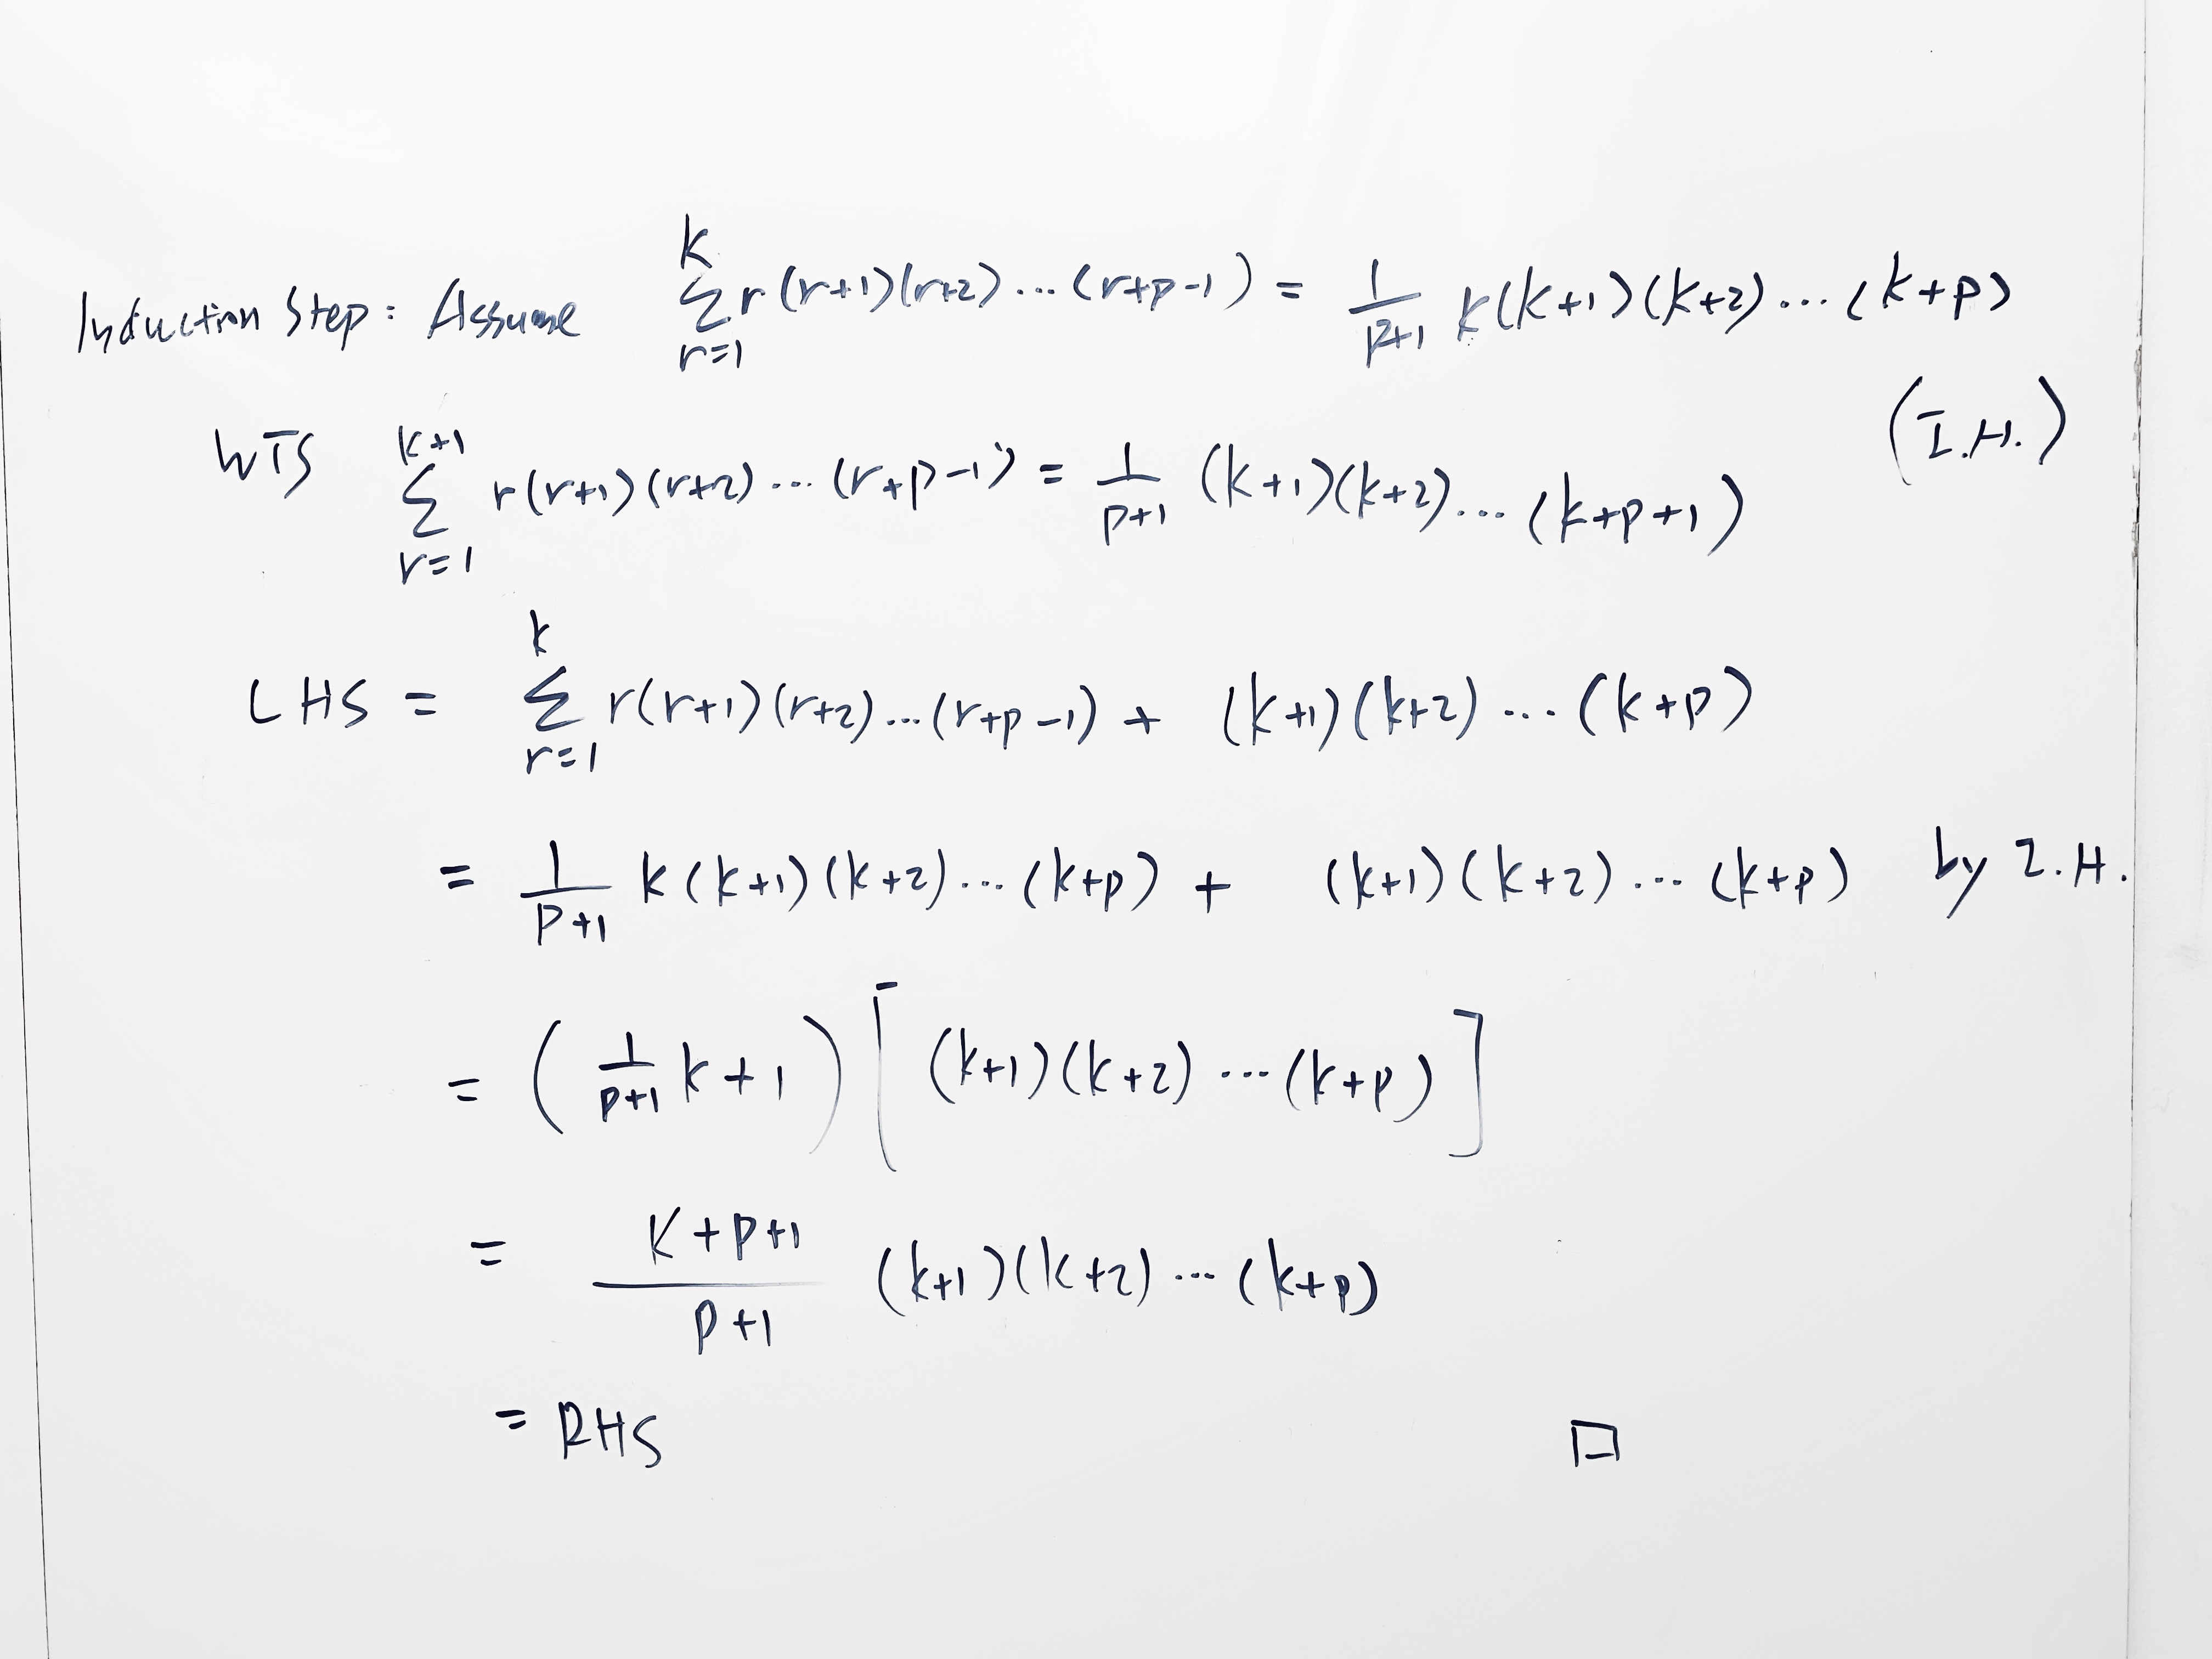 Induction Step: Assume $\sum_{r=1}^{k} r(r+1)(r+2)\cdots(r+p-1) = \frac{1}{p+1} k(k+1)(k+2)\cdots(k+p)$
(I.H.)
WTS $\sum_{r=1}^{k+1} r(r+1)(r+2)\cdots(r+p-1) = \frac{1}{p+1} (k+1)(k+2)\cdots(k+p+1)$
LHS = $\sum_{r=1}^{k} r(r+1)(r+2)\cdots(r+p-1) + (k+1)(k+2)\cdots(k+p)$
$= \frac{1}{p+1} k(k+1)(k+2)\cdots(k+p) + (k+1)(k+2)\cdots(k+p)$ by I.H.
$= \left( \frac{1}{p+1} k+1 \right) \left[ (k+1)(k+2)\cdots(k+p) \right]$
$= \frac{k+p+1}{p+1} (k+1)(k+2)\cdots(k+p)$
= RHS □